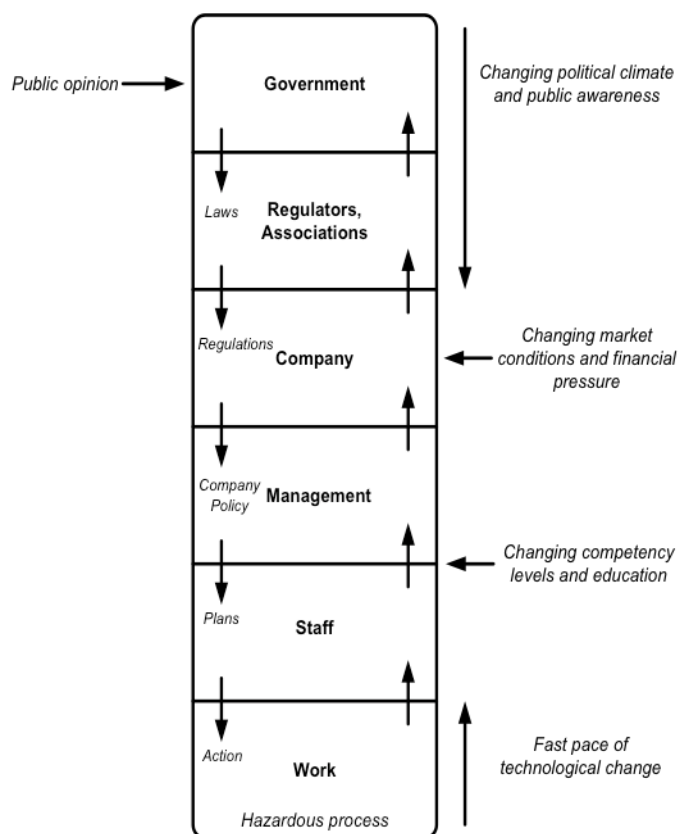 Public opinion
Government
Changing political climate
and public awareness
Laws
Regulators,
Associations
Regulations
Company
Changing market
conditions and financial
pressure
Company
Policy
Management
Changing competency
levels and education
Plans
Staff
Action
Work
Fast pace of
technological change
Hazardous process